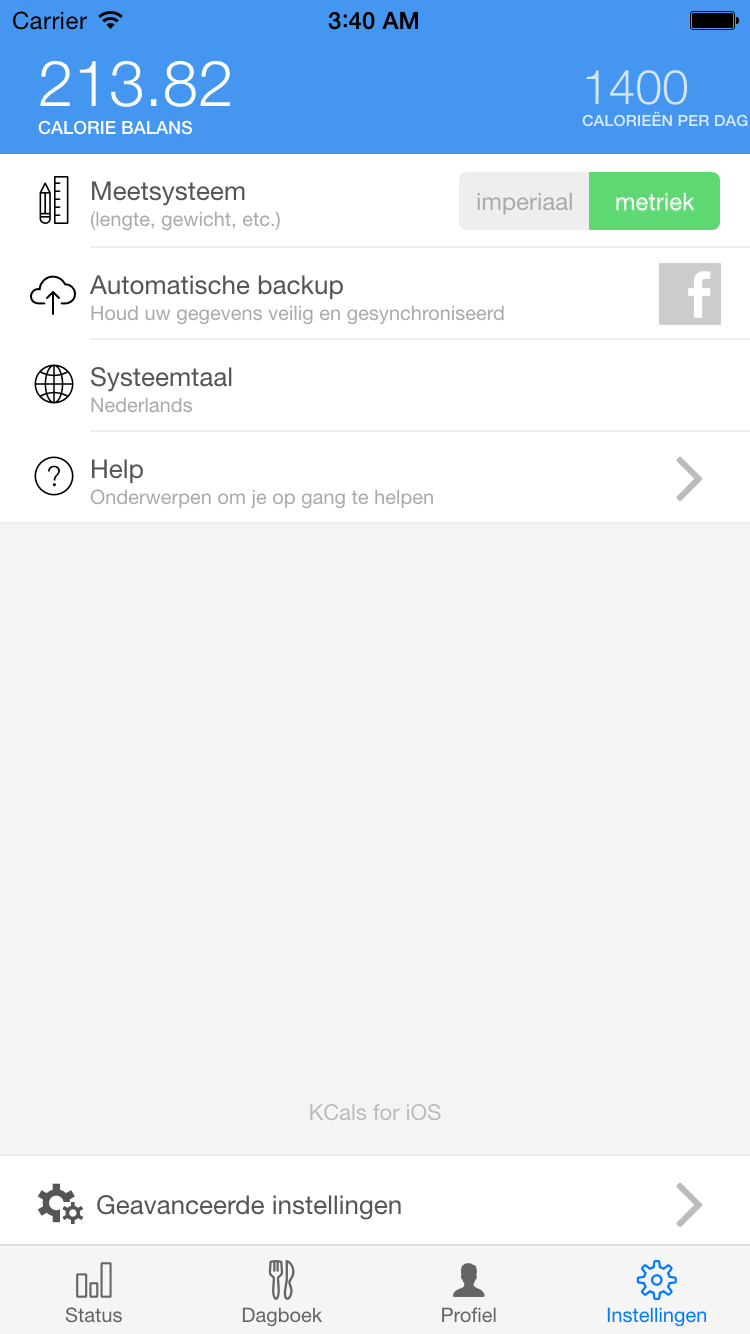 Carrier 3:40 AM
213.82 1400
CALORIE BALANS CALORIEËN PER DAG
Meetsysteem
(lengte, gewicht, etc.)
imperiaal metriek
Automatische backup
Houd uw gegevens veilig en gesynchroniseerd
f
Systeemtaal
Nederlands
?
Help
Onderwerpen om je op gang te helpen
KCals for iOS
Geavanceerde instellingen
Status Dagboek Profiel Instellingen